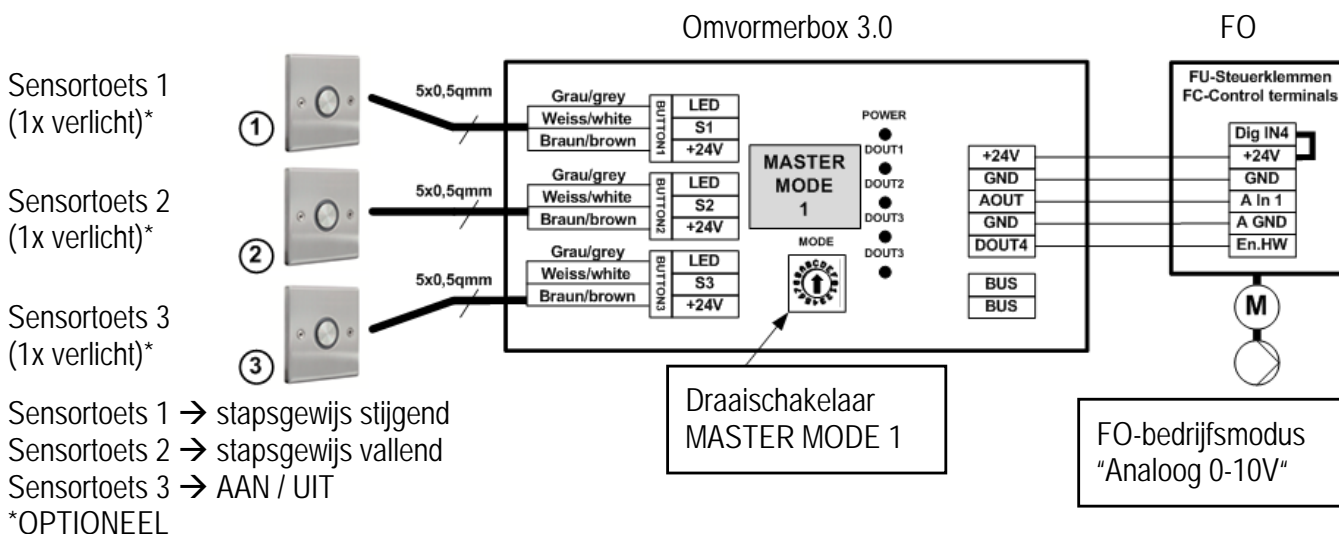 Omvormerbox 3.0
FO
Sensortoets 1
(1x verlicht)*
1
5x0,5qmm
Grau/grey
Weiss/white
Braun/brown
BUTTON1
LED
S1
+24V
Sensortoets 2
(1x verlicht)*
2
5x0,5qmm
Grau/grey
Weiss/white
Braun/brown
BUTTON2
LED
S2
+24V
Sensortoets 3
(1x verlicht)*
3
5x0,5qmm
Grau/grey
Weiss/white
Braun/brown
BUTTON3
LED
S3
+24V
MASTER
MODE
1
MODE
POWER
DOUT1
DOUT2
DOUT3
DOUT3
+24V
GND
AOUT
GND
DOUT4
BUS
BUS
FU-Steuerklemmen
FC-Control terminals
Dig IN4
+24V
GND
A In 1
A GND
En.HW
M
Sensortoets 1 → stapsgewijs stijgend
Sensortoets 2 → stapsgewijs vallend
Sensortoets 3 → AAN / UIT
*OPTIONEEL
Draaischakelaar
MASTER MODE 1
FO-bedrijfsmodus
"Analoog 0-10V"